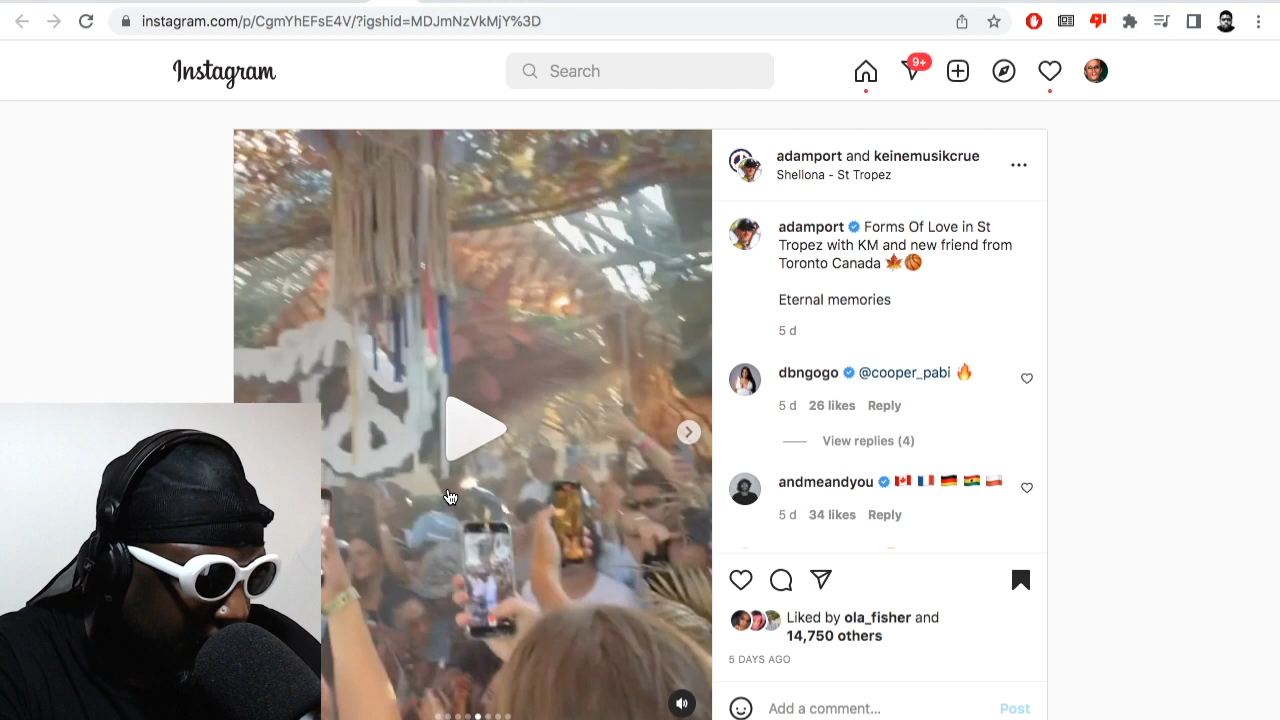 instagram.com/p/CgmYhEFsE4V/?igshid=MDJmNzVkMjY%3D
Instagram
Search
9+
adamport and keinemusikcrue
Shellona - St Tropez
adamport Forms Of Love in St
Tropez with KM and new friend from
Toronto Canada 🍁🏀
Eternal memories
5 d
dbngogo @cooper_pabi 🔥
5 d 26 likes Reply
View replies (4)
andmeandyou 🇨🇦 🇫🇷 🇩🇪 🇬🇭 🇵🇱
5 d 34 likes Reply
Liked by ola_fisher and
14,750 others
5 DAYS AGO
Add a comment... Post